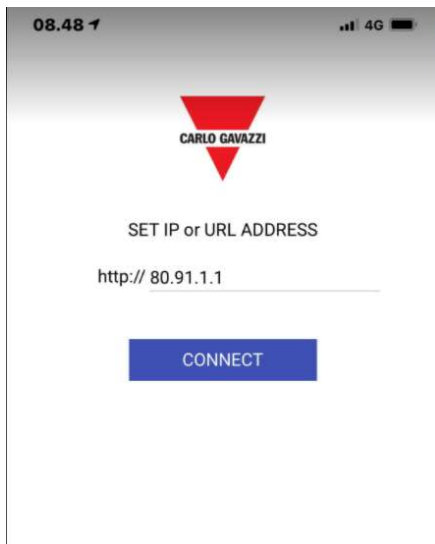 08.48 4G
CARLO GAVAZZI
SET IP or URL ADDRESS
http:// 80.91.1.1
CONNECT